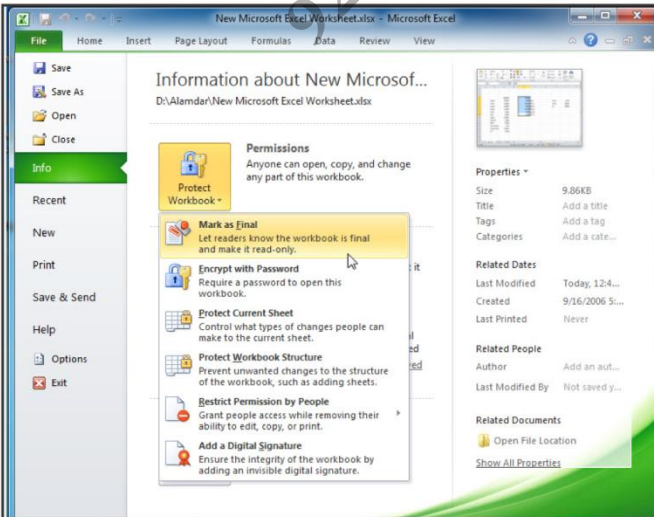 New Microsoft Excel Worksheet.xlsx - Microsoft Excel
File Home Insert Page Layout Formulas Data Review View
Save
Save As
Open
Close
Info
Recent
New
Print
Save & Send
Help
Options
Exit
Information about New Microsof...
D:\Alamdar\New Microsoft Excel Worksheet.xlsx
Protect
Workbook
Permissions
Anyone can open, copy, and change
any part of this workbook.
Mark as Final
Let readers know the workbook is final
and make it read-only.
Encrypt with Password
Require a password to open this
workbook.
Protect Current Sheet
Control what types of changes people can
make to the current sheet.
Protect Workbook Structure
Prevent unwanted changes to the structure
of the workbook, such as adding sheets.
Restrict Permission by People
Grant people access while removing their
ability to edit, copy, or print.
Add a Digital Signature
Ensure the integrity of the workbook by
adding an invisible digital signature.
it
Properties
Size 9.86KB
Title Add a title
Tags Add a tag
Categories Add a cate...
Related Dates
Last Modified Today, 12:4...
Created 9/16/2006 5:...
Last Printed Never
Related People
Author Add an aut...
Last Modified By Not saved y...
Related Documents
Open File Location
Show All Properties